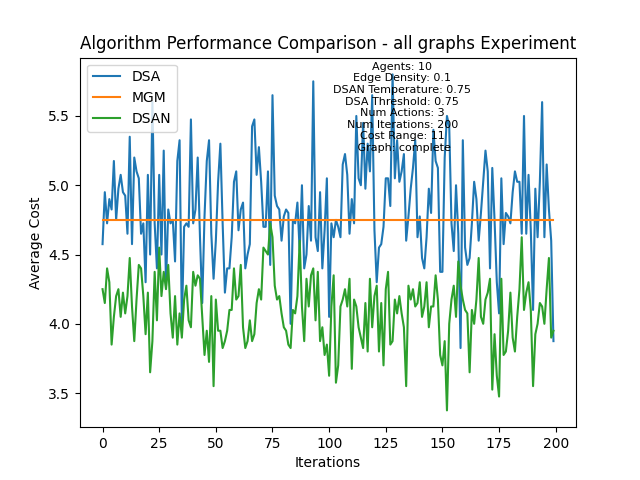 Algorithm Performance Comparison - all graphs Experiment
DSA
MGM
DSAN
Agents: 10
Edge Density: 0.1
DSAN Temperature: 0.75
DSA Threshold: 0.75
Num Actions: 3
Num Iterations: 200
Cost Range: 11
Graph: complete
Average Cost
5.5
5.0
4.5
4.0
3.5
0 25 50 75 100 125 150 175 200
Iterations